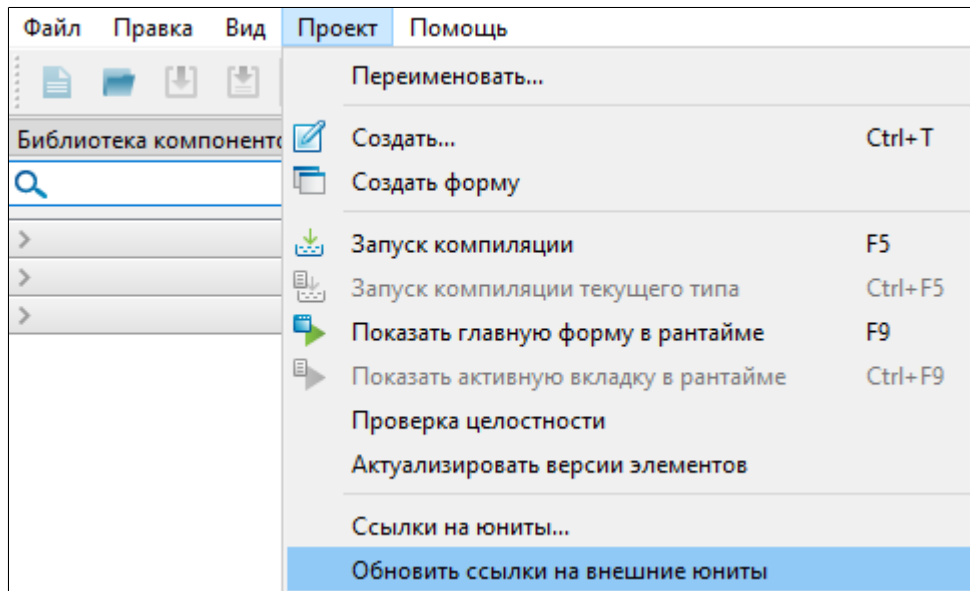 Файл Правка Вид Проект Помощь
Переименовать...
Библиотека компоненто
Создать... Ctrl+T
Создать форму
Запуск компиляции F5
Запуск компиляции текущего типа Ctrl+F5
Показать главную форму в рантайме F9
Показать активную вкладку в рантайме Ctrl+F9
Проверка целостности
Актуализировать версии элементов
Ссылки на юниты...
Обновить ссылки на внешние юниты